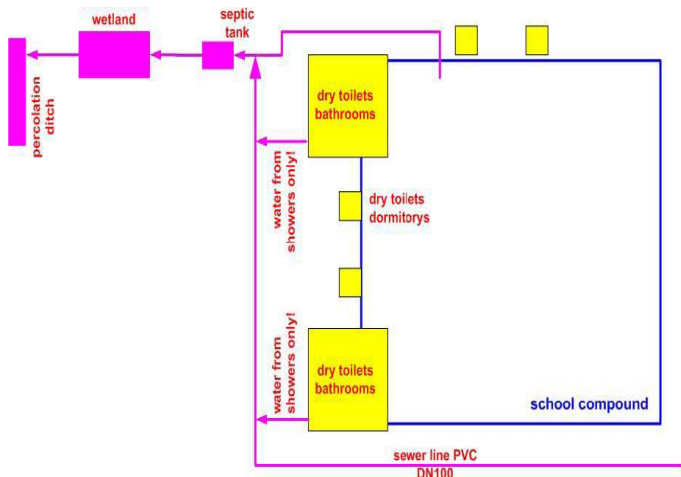 wetland
septic
tank
percolation
ditch
dry toilets
bathrooms
water from
showers only!
dry toilets
dormitorys
water from
showers only!
dry toilets
bathrooms
school compound
sewer line PVC
DN100